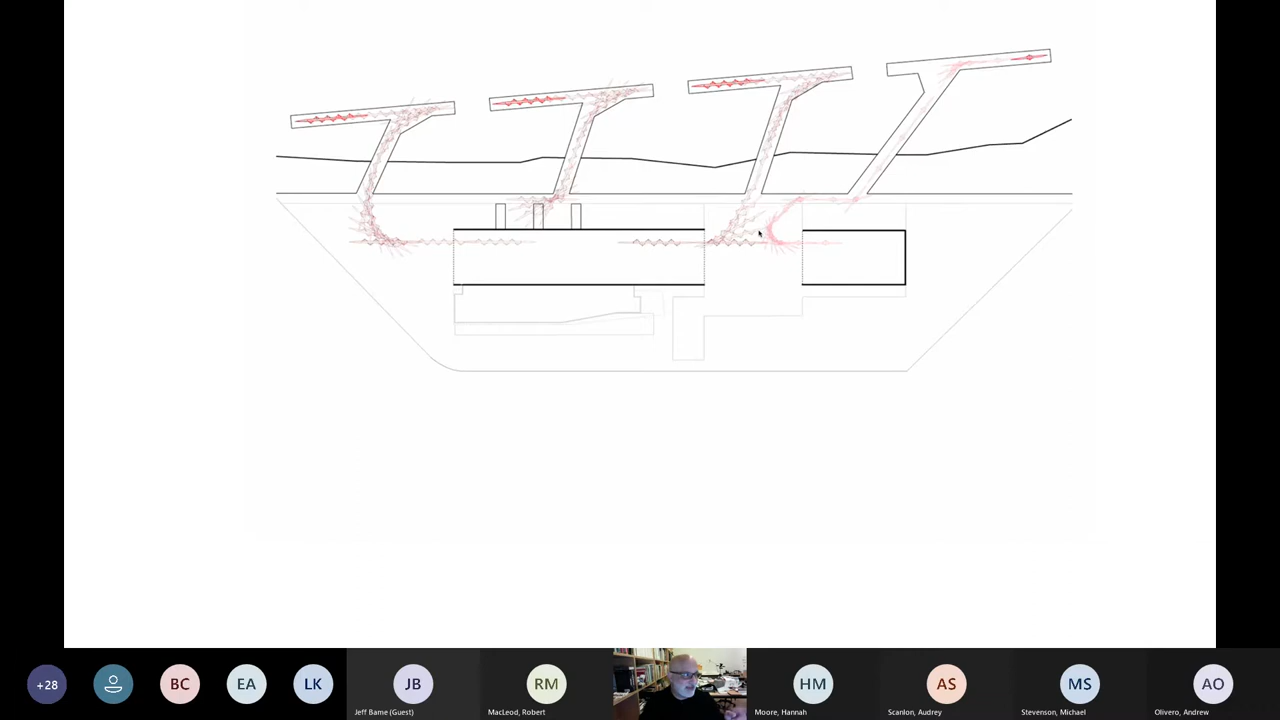 +28
BC
EA
LK
JB
Jeff Bame (Guest)
RM
MacLeod, Robert
HM
Moore, Hannah
AS
Scanlon, Audrey
MS
Stevenson, Michael
AO
Olivero, Andrew